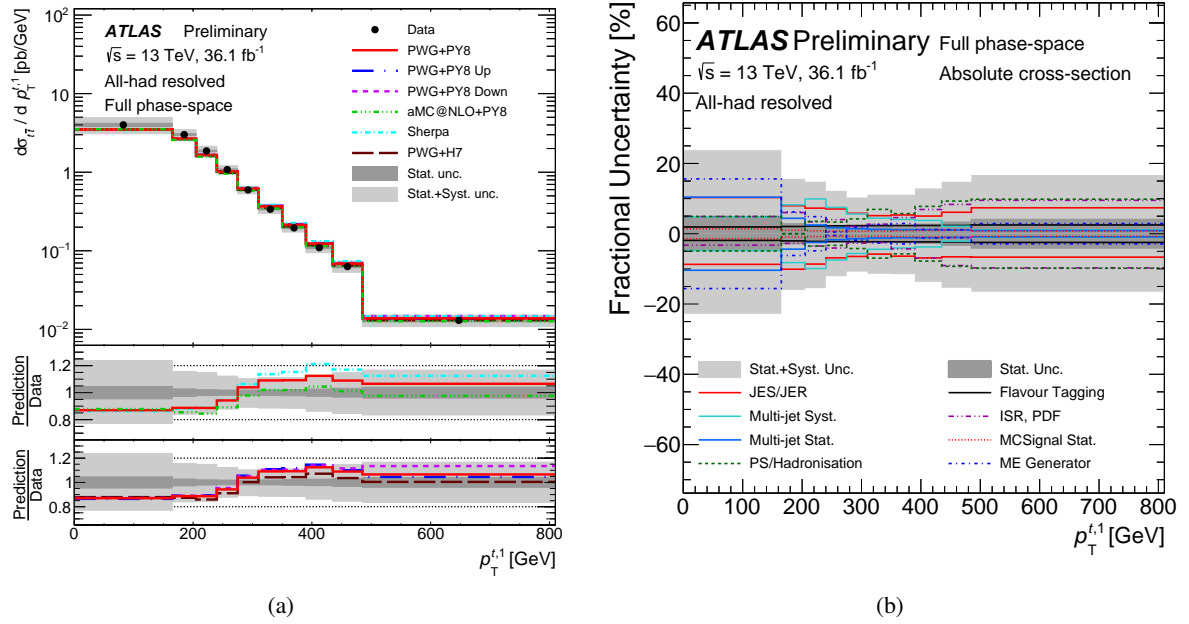 ATLAS Preliminary
√s = 13 TeV, 36.1 fb⁻¹
All-had resolved
Full phase-space
Data
PWG+PY8
PWG+PY8 Up
PWG+PY8 Down
aMC@NLO+PY8
Sherpa
PWG+H7
Stat. unc.
Stat.+Syst. unc.
dσ_{tt̄} / d p_T^{t,1} [pb/GeV]
10²
10
1
10⁻¹
10⁻²
Prediction
Data
1.2
1
0.8
Prediction
Data
1.2
1
0.8
0 200 400 600 800
p_T^{t,1} [GeV]
(a)
ATLAS Preliminary
√s = 13 TeV, 36.1 fb⁻¹
All-had resolved
Full phase-space
Absolute cross-section
Fractional Uncertainty [%]
60
40
20
0
−20
−40
−60
Stat.+Syst. Unc.
JES/JER
Multi-jet Syst.
Multi-jet Stat.
PS/Hadronisation
Stat. Unc.
Flavour Tagging
ISR, PDF
MCSignal Stat.
ME Generator
0 100 200 300 400 500 600 700 800
p_T^{t,1} [GeV]
(b)